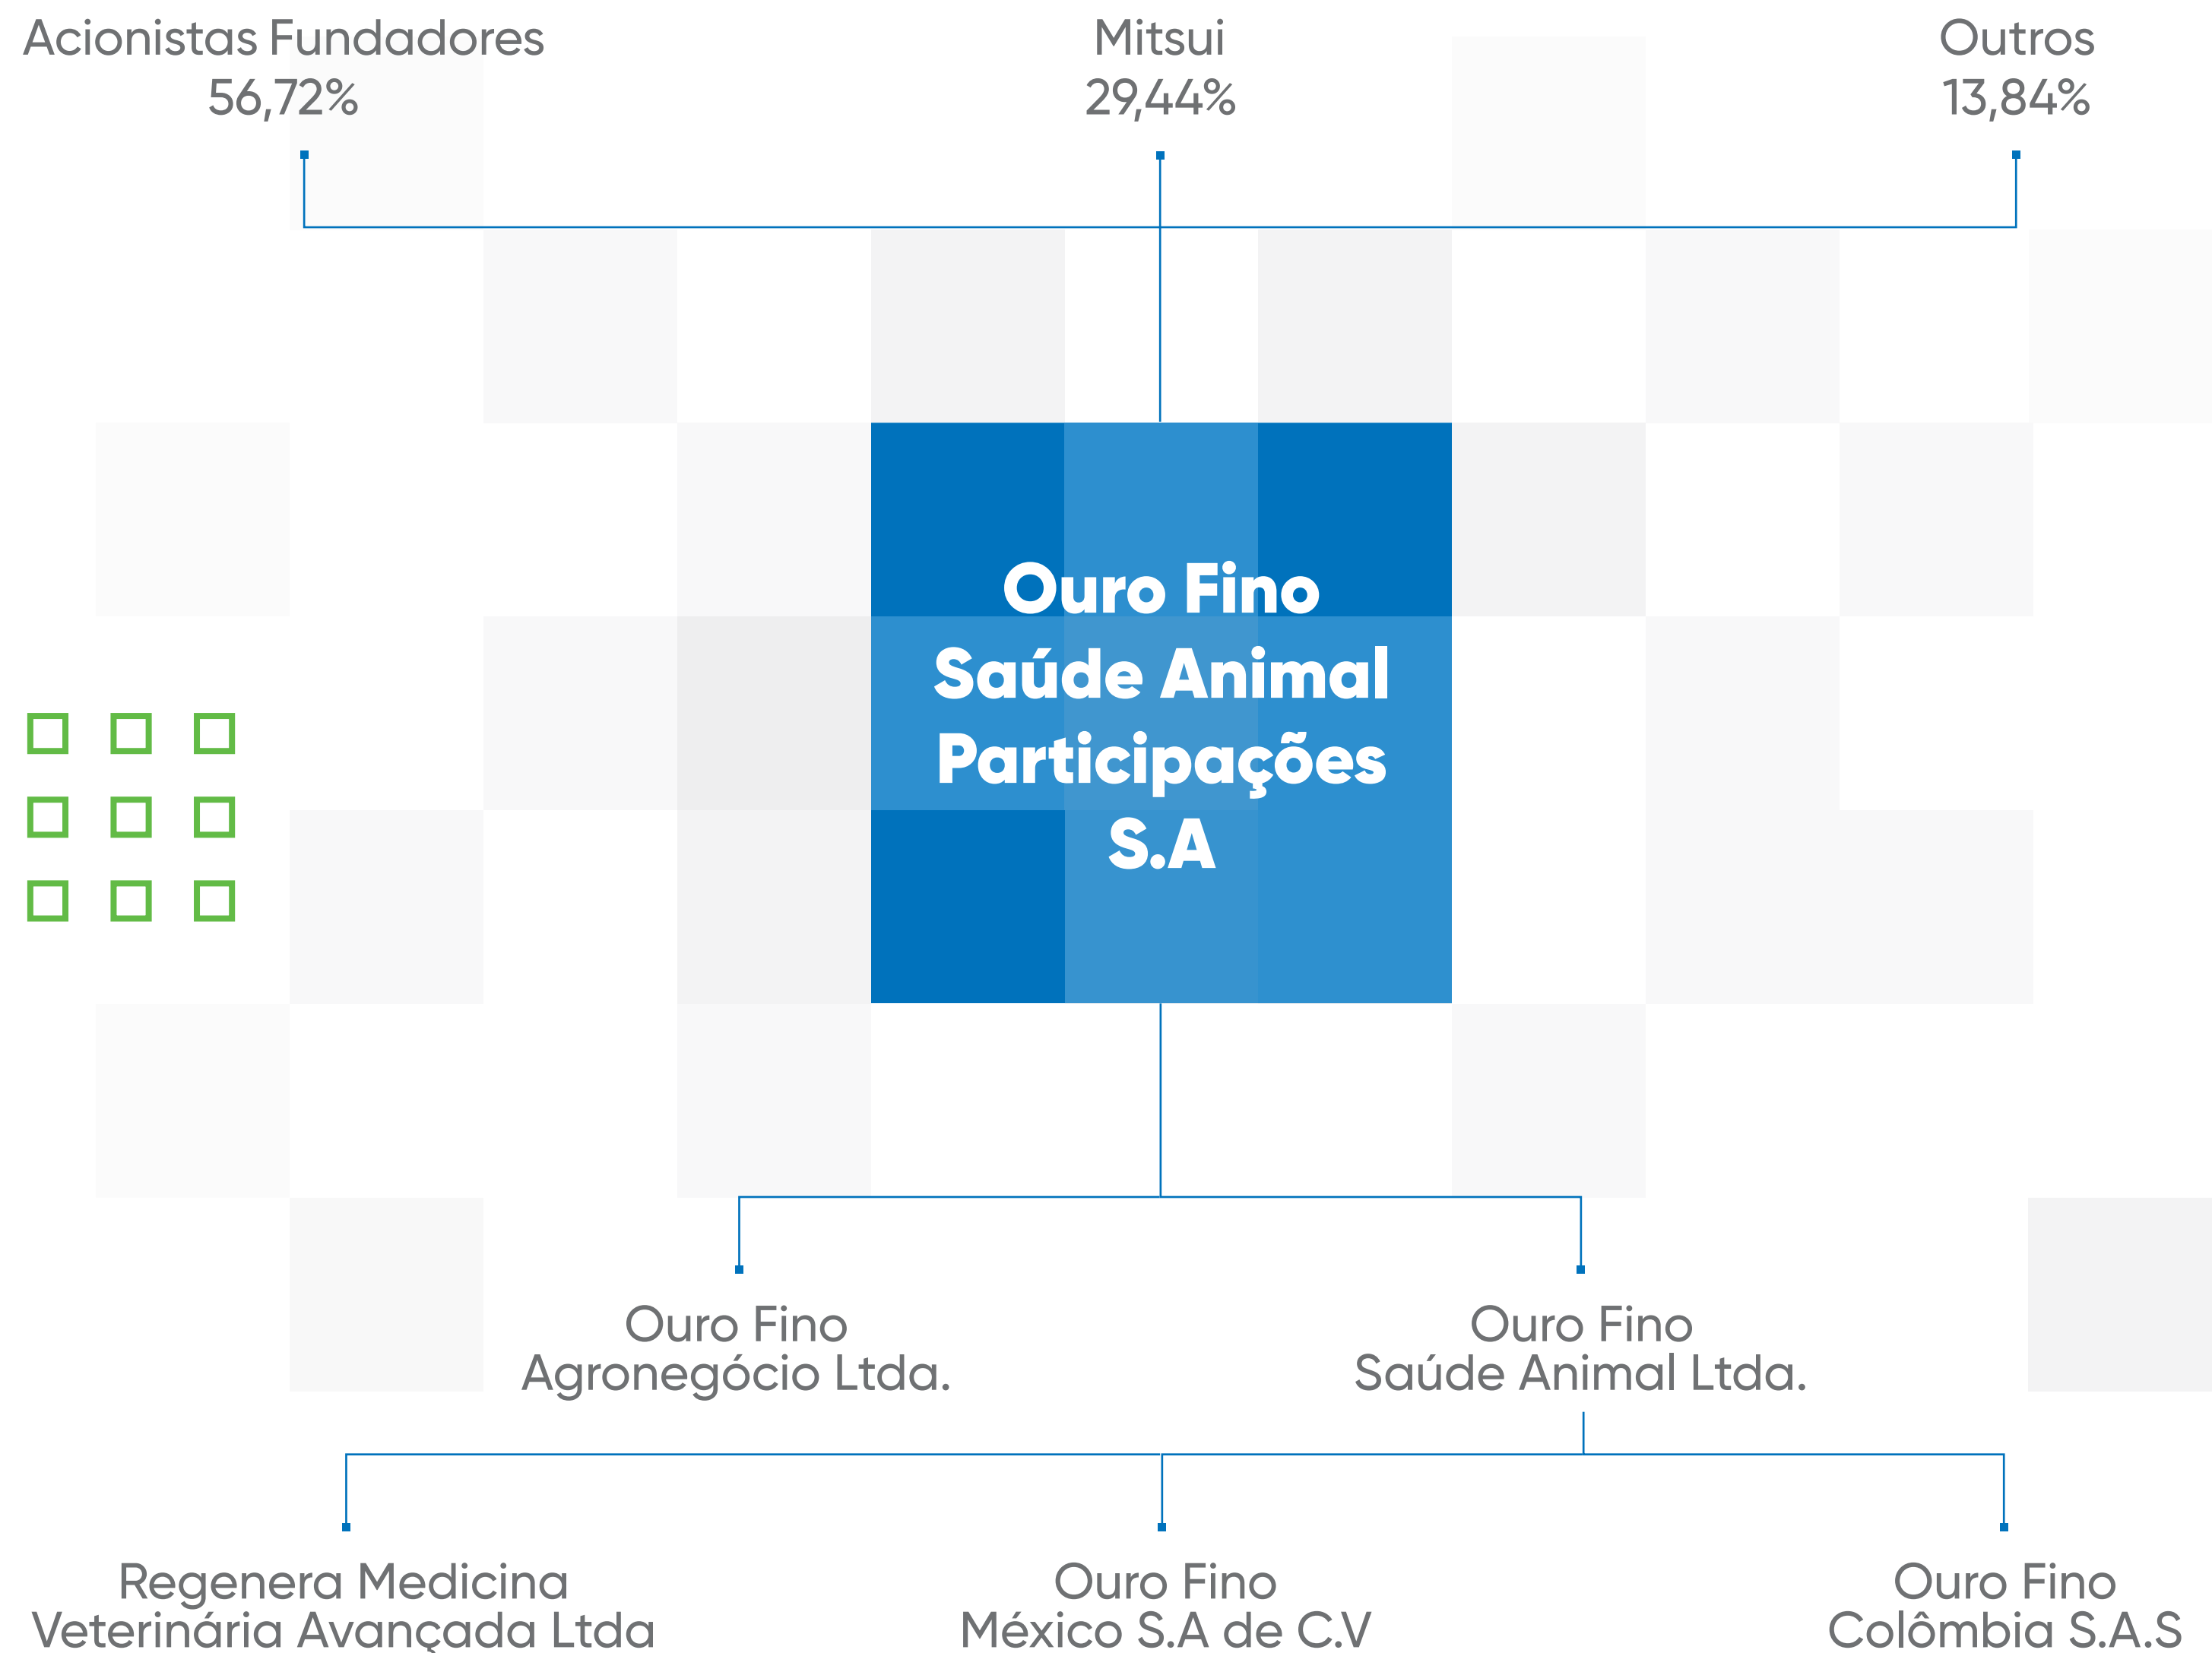 Acionistas Fundadores
56,72%
Mitsui
29,44%
Outros
13,84%
Ouro Fino
Saúde Animal
Participações
S.A
Ouro Fino
Agronegócio Ltda.
Ouro Fino
Saúde Animal Ltda.
Regenera Medicina
Veterinária Avançada Ltda
Ouro Fino
México SA de C.V
Ouro Fino
Colômbia S.A.S